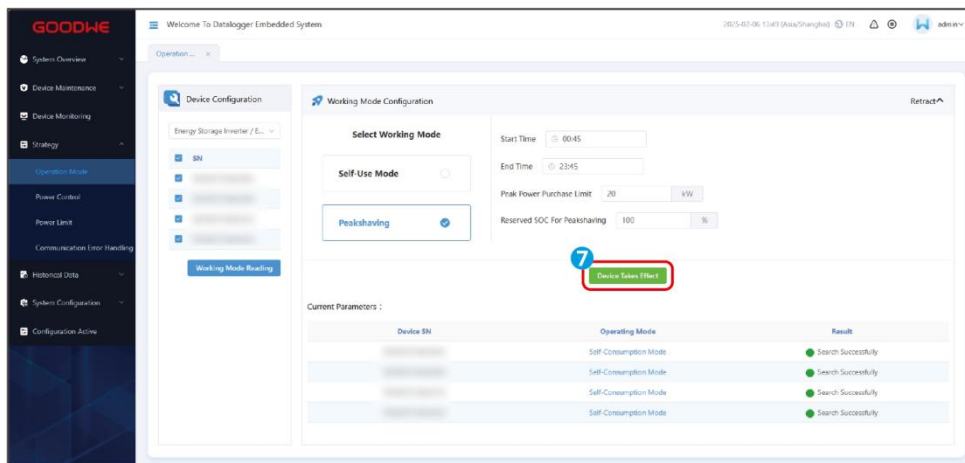 GOODWE
Welcome To Datalogger Embedded System
2025-02-06 13:49 (Asia/Shanghai) EN
admin
Operation ... ×
System Overview
Device Maintenance
Device Monitoring
Strategy
Operation Mode
Power Control
Power Limit
Communication Error Handling
Historical Data
System Configuration
Configuration Active
Device Configuration
Energy Storage Inverter / E...
SN
Working Mode Reading
Working Mode Configuration
Retract
Select Working Mode
Self-Use Mode
Peakshaving
Start Time 00:45
End Time 23:45
Peak Power Purchase Limit 20 kW
Reserved SOC For Peakshaving 100 %
7
Device Takes Effect
Current Parameters :
Device SN Operating Mode Result
Self-Consumption Mode Search Successfully
Self-Consumption Mode Search Successfully
Self-Consumption Mode Search Successfully
Self-Consumption Mode Search Successfully